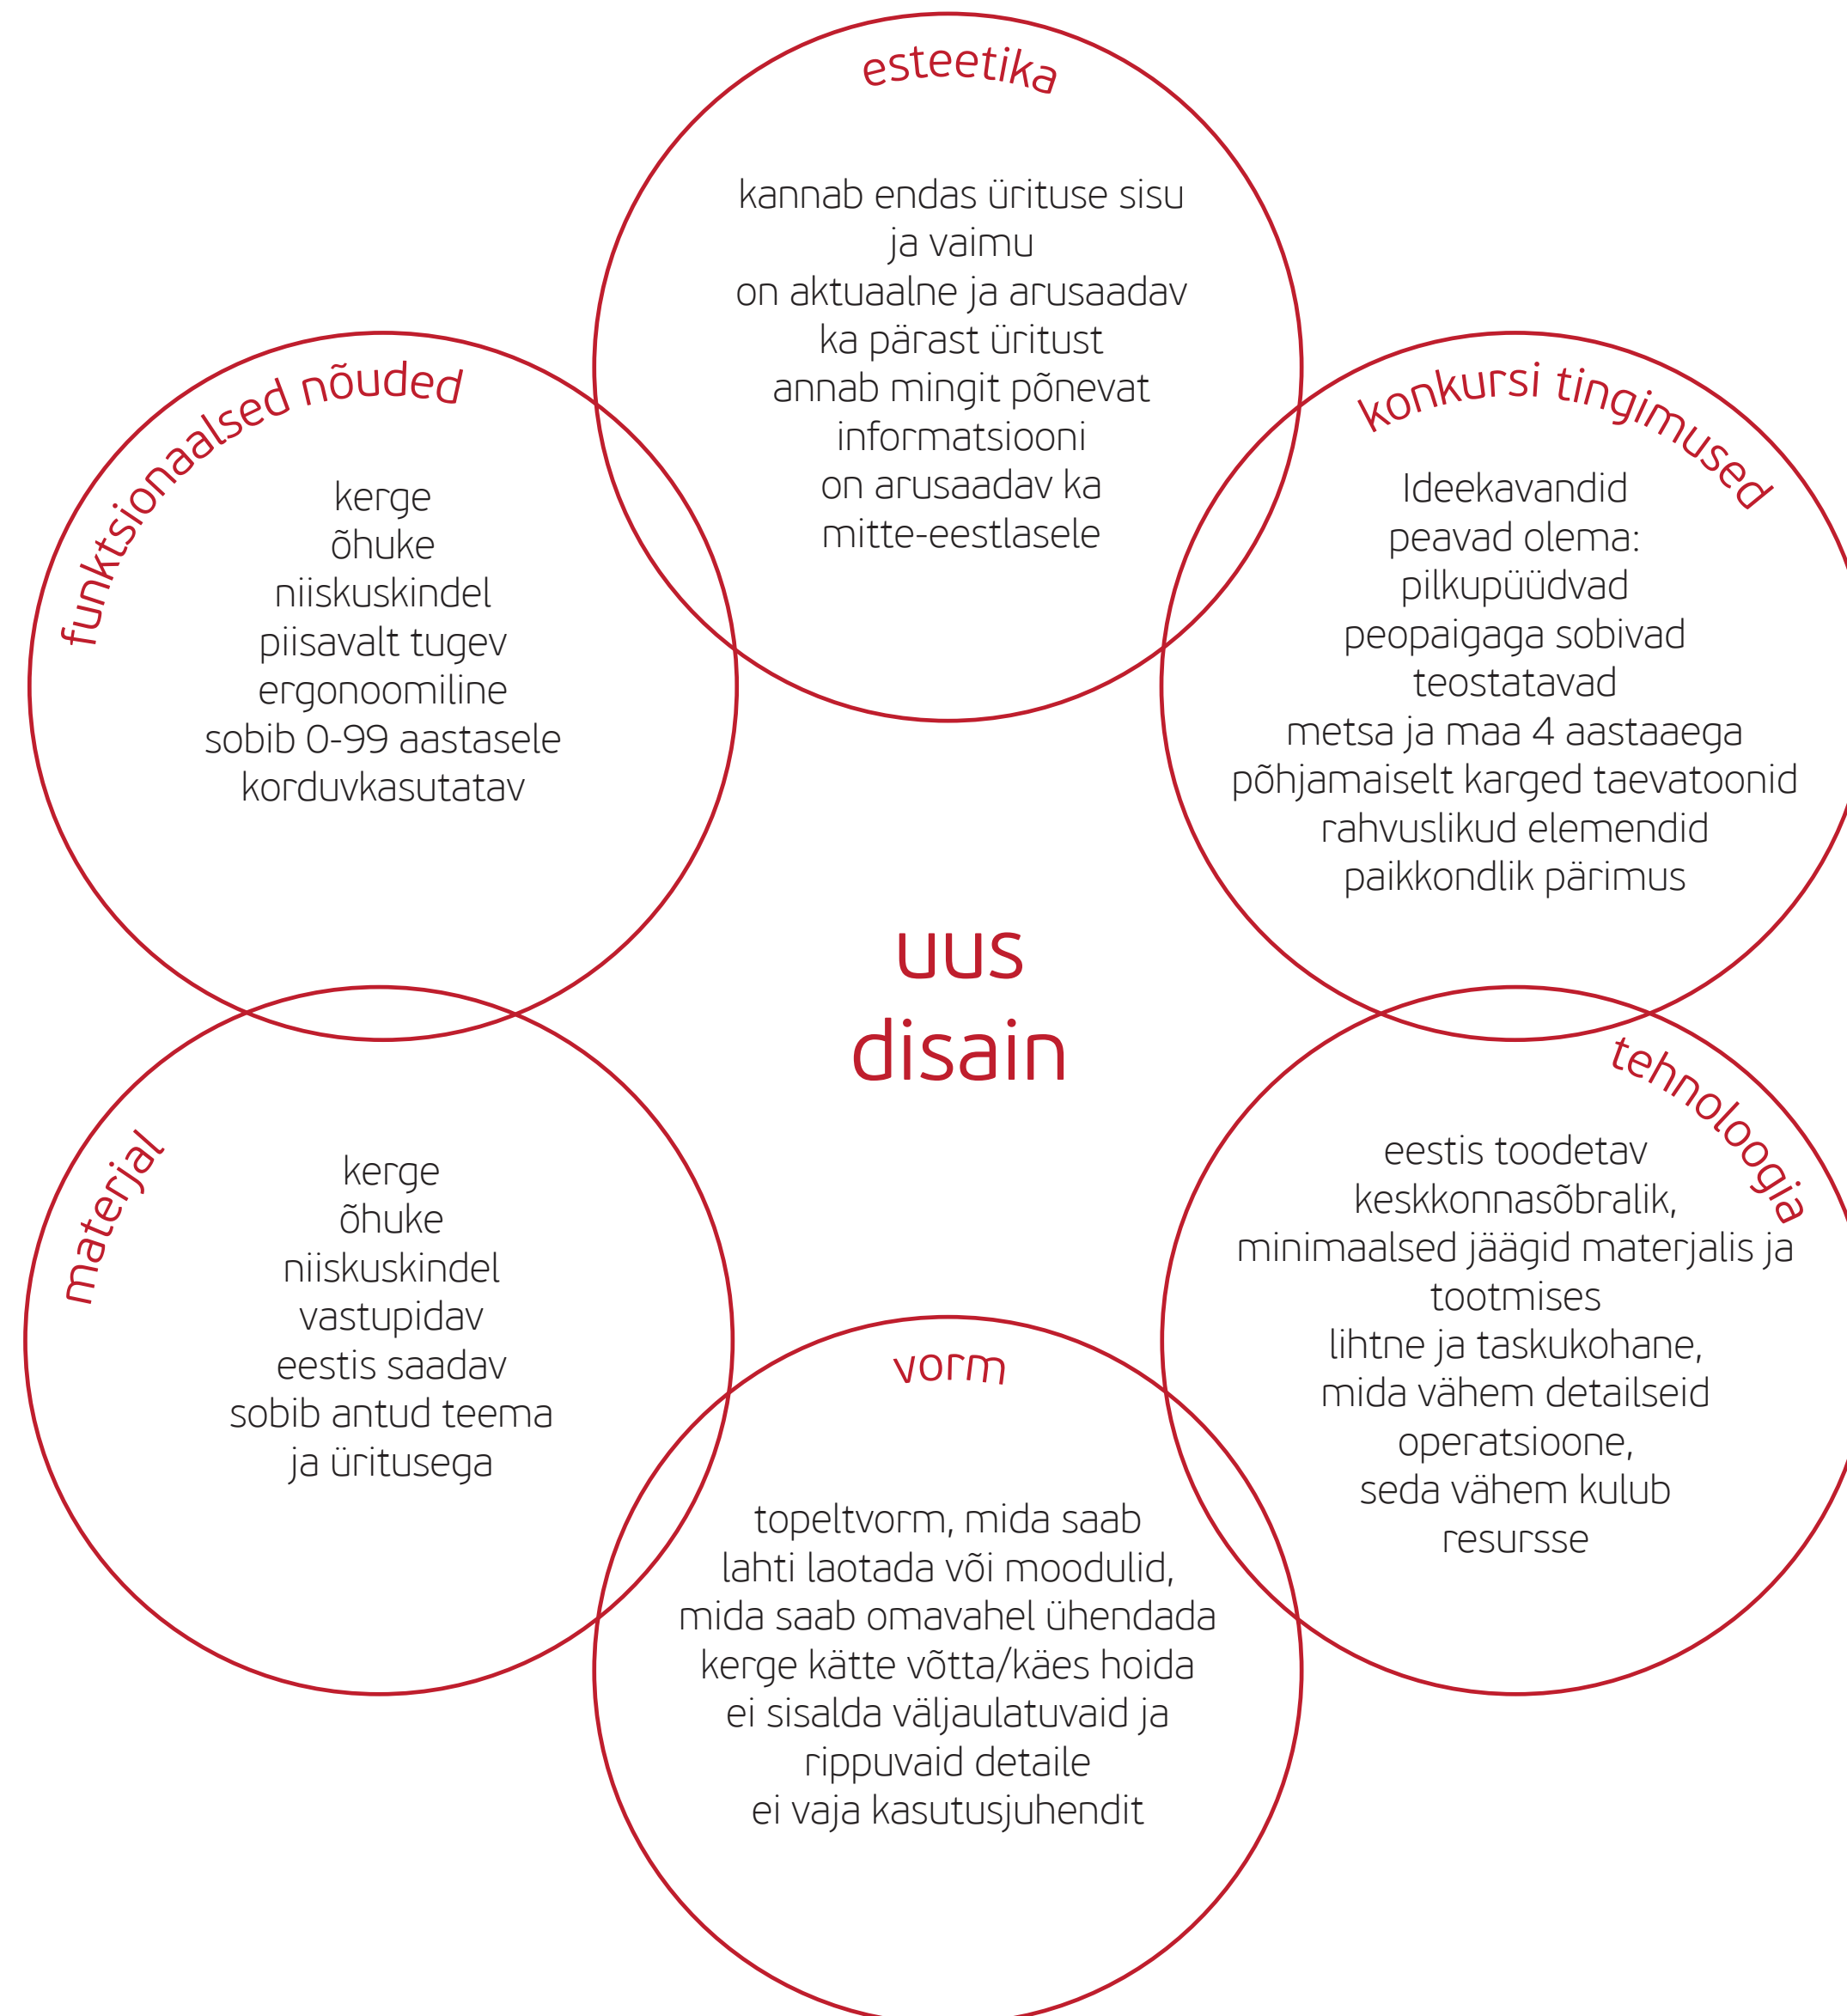 esteetika
kannab endas ürituse sisu
ja vaimu
on aktuaalne ja arusaadav
ka pärast üritust
annab mingit põnevat
informatsiooni
on arusaadav ka
mitte-eestlasele
funktsionaalsed nõuded
kerge
õhuke
niiskuskindel
piisavalt tugev
ergonoomiline
sobib 0-99 aastasele
korduvkasutatav
konkursi tingimused
Ideekavandid
peavad olema:
pilkupüüdvad
peopaigaga sobivad
teostatavad
metsa ja maa 4 aastaaega
põhjamaiselt karged taevatoonid
rahvuslikud elemendid
paikkondlik pärimus
uus
disain
materjal
kerge
õhuke
niiskuskindel
vastupidav
eestis saadav
sobib antud teema
ja üritusega
tehnoloogia
eestis toodetav
keskkonnasõbralik,
minimaalsed jäägid materjalis ja
tootmises
lihtne ja taskukohane,
mida vähem detailseid
operatsioone,
seda vähem kulub
resursse
vorm
topeltvorm, mida saab
lahti laotada või moodulid,
mida saab omavahel ühendada
kerge kätte võtta/käes hoida
ei sisalda väljaulatuvaid ja
rippuvaid detaile
ei vaja kasutusjuhendit